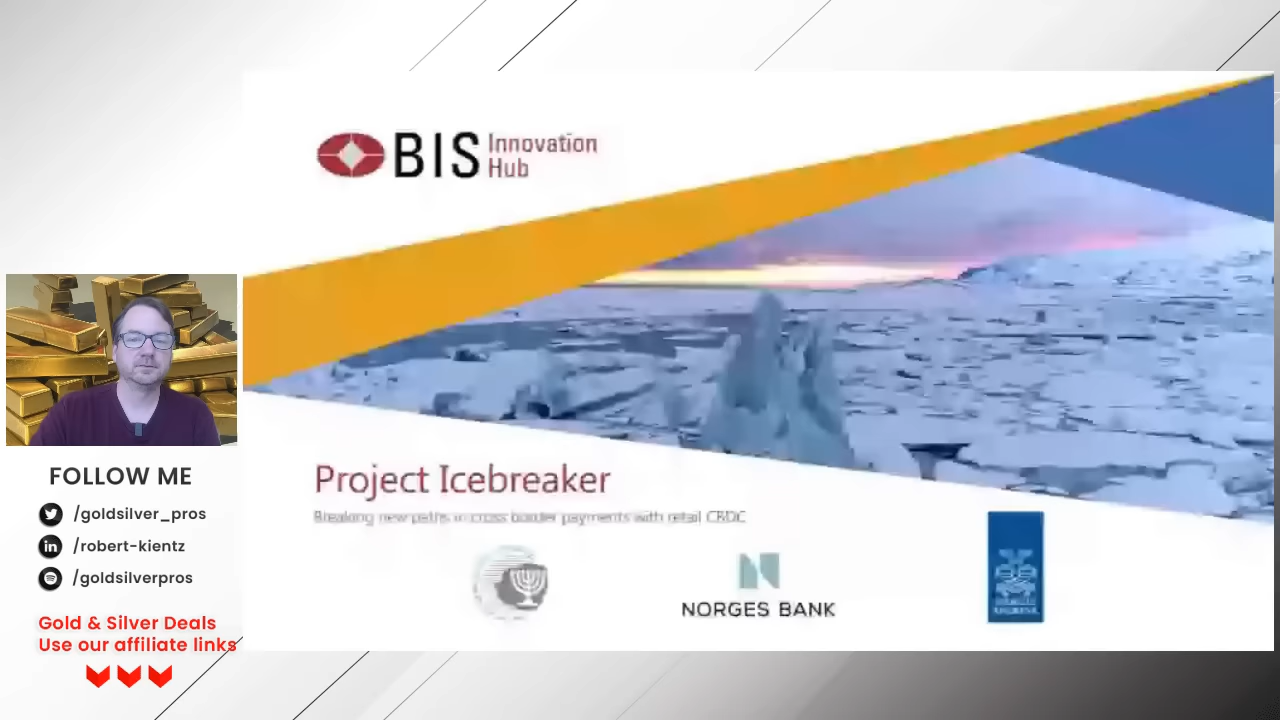 BIS Innovation
Hub
Project Icebreaker
Breaking new paths in cross border payments with retail CBDC
NORGES BANK
FOLLOW ME
/goldsilver_pros
/robert-kientz
/goldsilverpros
Gold & Silver Deals
Use our affiliate links